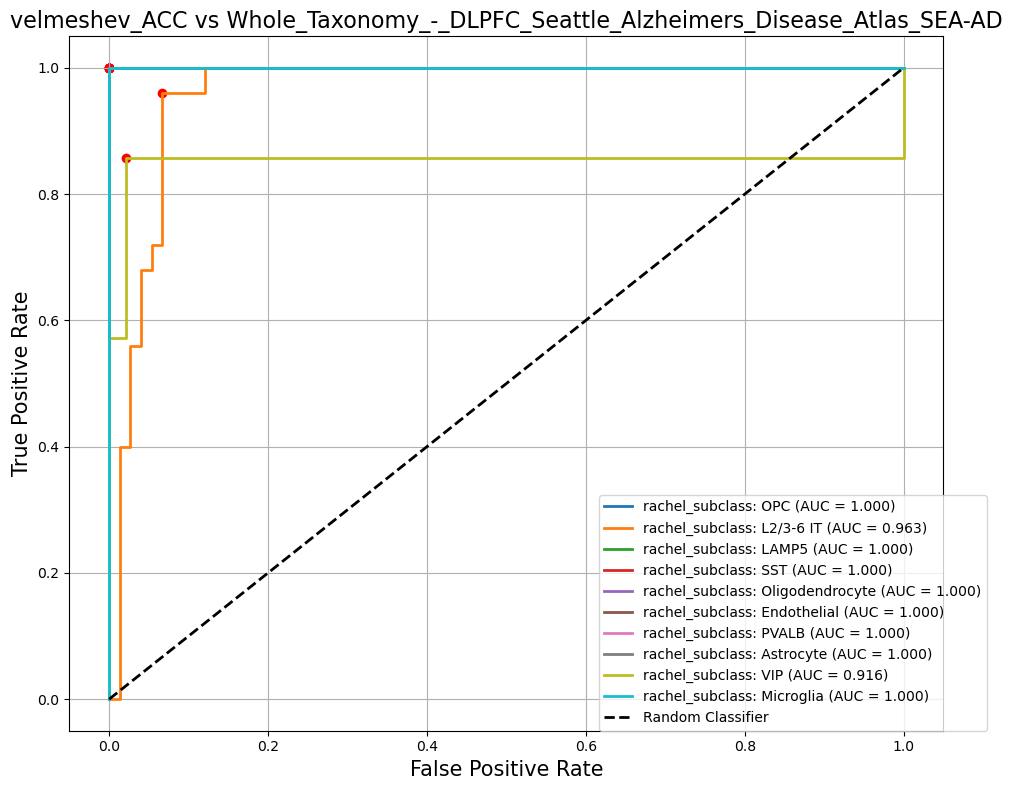 velmeshev_ACC vs Whole_Taxonomy_-_DLPFC_Seattle_Alzheimers_Disease_Atlas_SEA-AD
True Positive Rate
1.0
0.8
0.6
0.4
0.2
0.0
rachel_subclass: OPC (AUC = 1.000)
rachel_subclass: L2/3-6 IT (AUC = 0.963)
rachel_subclass: LAMP5 (AUC = 1.000)
rachel_subclass: SST (AUC = 1.000)
rachel_subclass: Oligodendrocyte (AUC = 1.000)
rachel_subclass: Endothelial (AUC = 1.000)
rachel_subclass: PVALB (AUC = 1.000)
rachel_subclass: Astrocyte (AUC = 1.000)
rachel_subclass: VIP (AUC = 0.916)
rachel_subclass: Microglia (AUC = 1.000)
Random Classifier
0.0 0.2 0.4 0.6 0.8 1.0
False Positive Rate